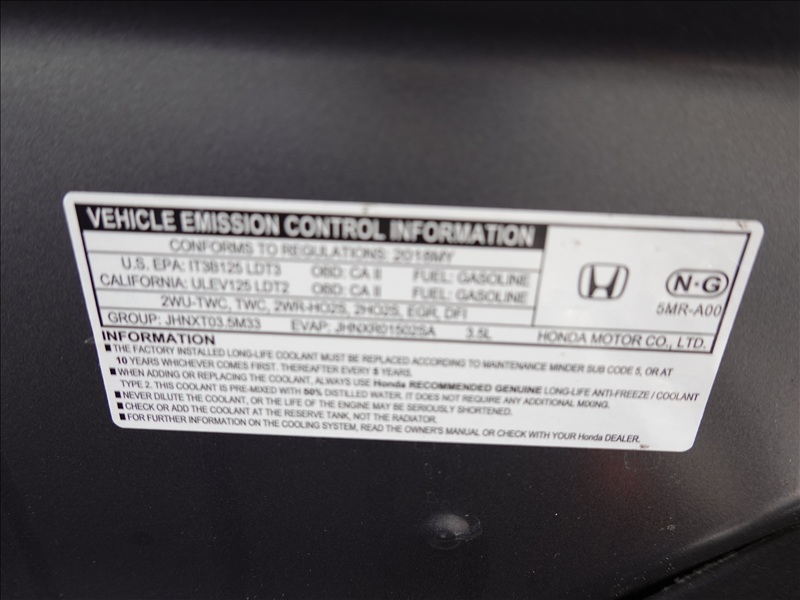 VEHICLE EMISSION CONTROL INFORMATION
CONFORMS TO REGULATIONS: 2018MY
U.S. EPA: IT3B125 LDT3 OBD: CA II FUEL: GASOLINE
CALIFORNIA: ULEV125 LDT2 OBD: CA II FUEL: GASOLINE
2WU-TWC, TWC, 2WR-HO2S, 2HO2S, EGR, DFI
GROUP: JHNXT03.5M33 EVAP: JHNXR0150 3.5L HONDA MOTOR CO., LTD.
N-G
5MR-A00
INFORMATION
■ THE FACTORY INSTALLED LONG-LIFE COOLANT MUST BE REPLACED ACCORDING TO MAINTENANCE MINDER SUB CODE 5, OR AT
10 YEARS WHICHEVER COMES FIRST. THEREAFTER EVERY 5 YEARS.
■ WHEN ADDING OR REPLACING THE COOLANT, ALWAYS USE Honda RECOMMENDED GENUINE LONG-LIFE ANTI-FREEZE / COOLANT
TYPE 2. THIS COOLANT IS PRE-MIXED WITH 50% DISTILLED WATER. IT DOES NOT REQUIRE ANY ADDITIONAL MIXING.
■ NEVER DILUTE THE COOLANT, OR LIFE OF THE ENGINE MAY BE SERIOUSLY SHORTENED.
■ CHECK OR ADD THE COOLANT AT THE RESERVE TANK, NOT THE RADIATOR.
■ FOR FURTHER INFORMATION ON THE COOLING SYSTEM, READ THE OWNER'S MANUAL OR CHECK WITH YOUR Honda DEALER.